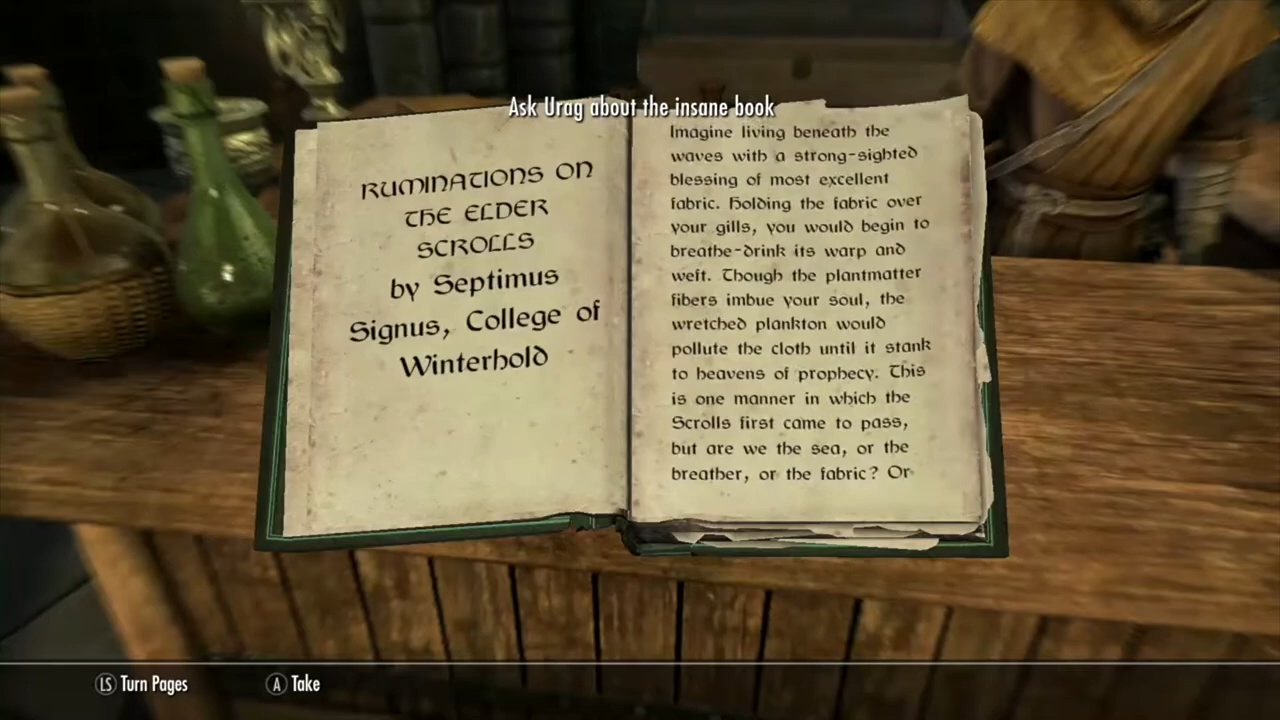 Ask Urag about the insane book
RUMINATIONS ON
THE ELDER
SCROLLS
by Septimus
Signus, College of
Winterhold
Imagine living beneath the
waves with a strong-sighted
blessing of most excellent
fabric. Holding the fabric over
your gills, you would begin to
breathe-drink its warp and
weft. Though the plantmatter
fibers imbue your soul, the
wretched plankton would
pollute the cloth until it stank
to heavens of prophecy. This
is one manner in which the
Scrolls first came to pass,
but are we the sea, or the
breather, or the fabric? Or
LS Turn Pages
A Take